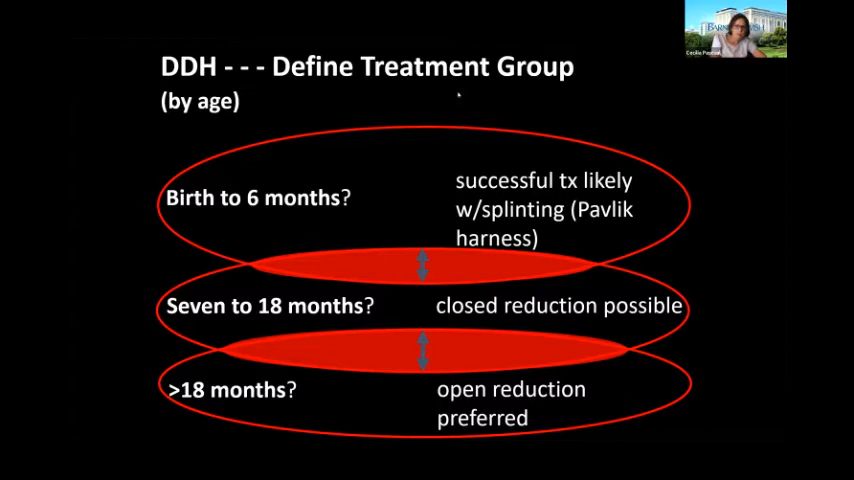 DDH - - - Define Treatment Group
(by age)
Birth to 6 months?
successful tx likely
w/splinting (Pavlik
harness)
Seven to 18 months?
closed reduction possible
>18 months?
open reduction
preferred